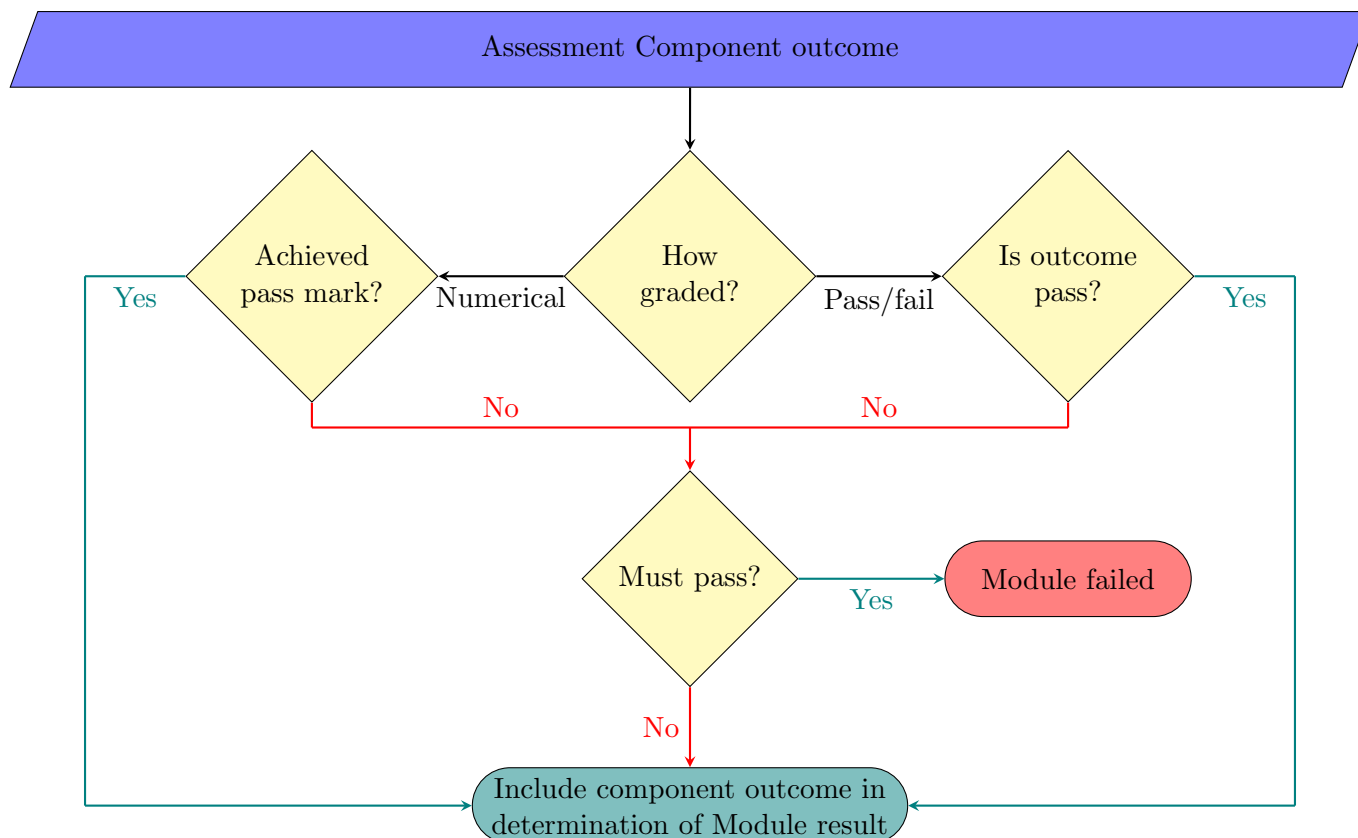 Assessment Component outcome
Achieved
pass mark?
How
graded?
Is outcome
pass?
Yes
Numerical
Pass/fail
Yes
No
No
Must pass?
Yes
Module failed
No
Include component outcome in
determination of Module result